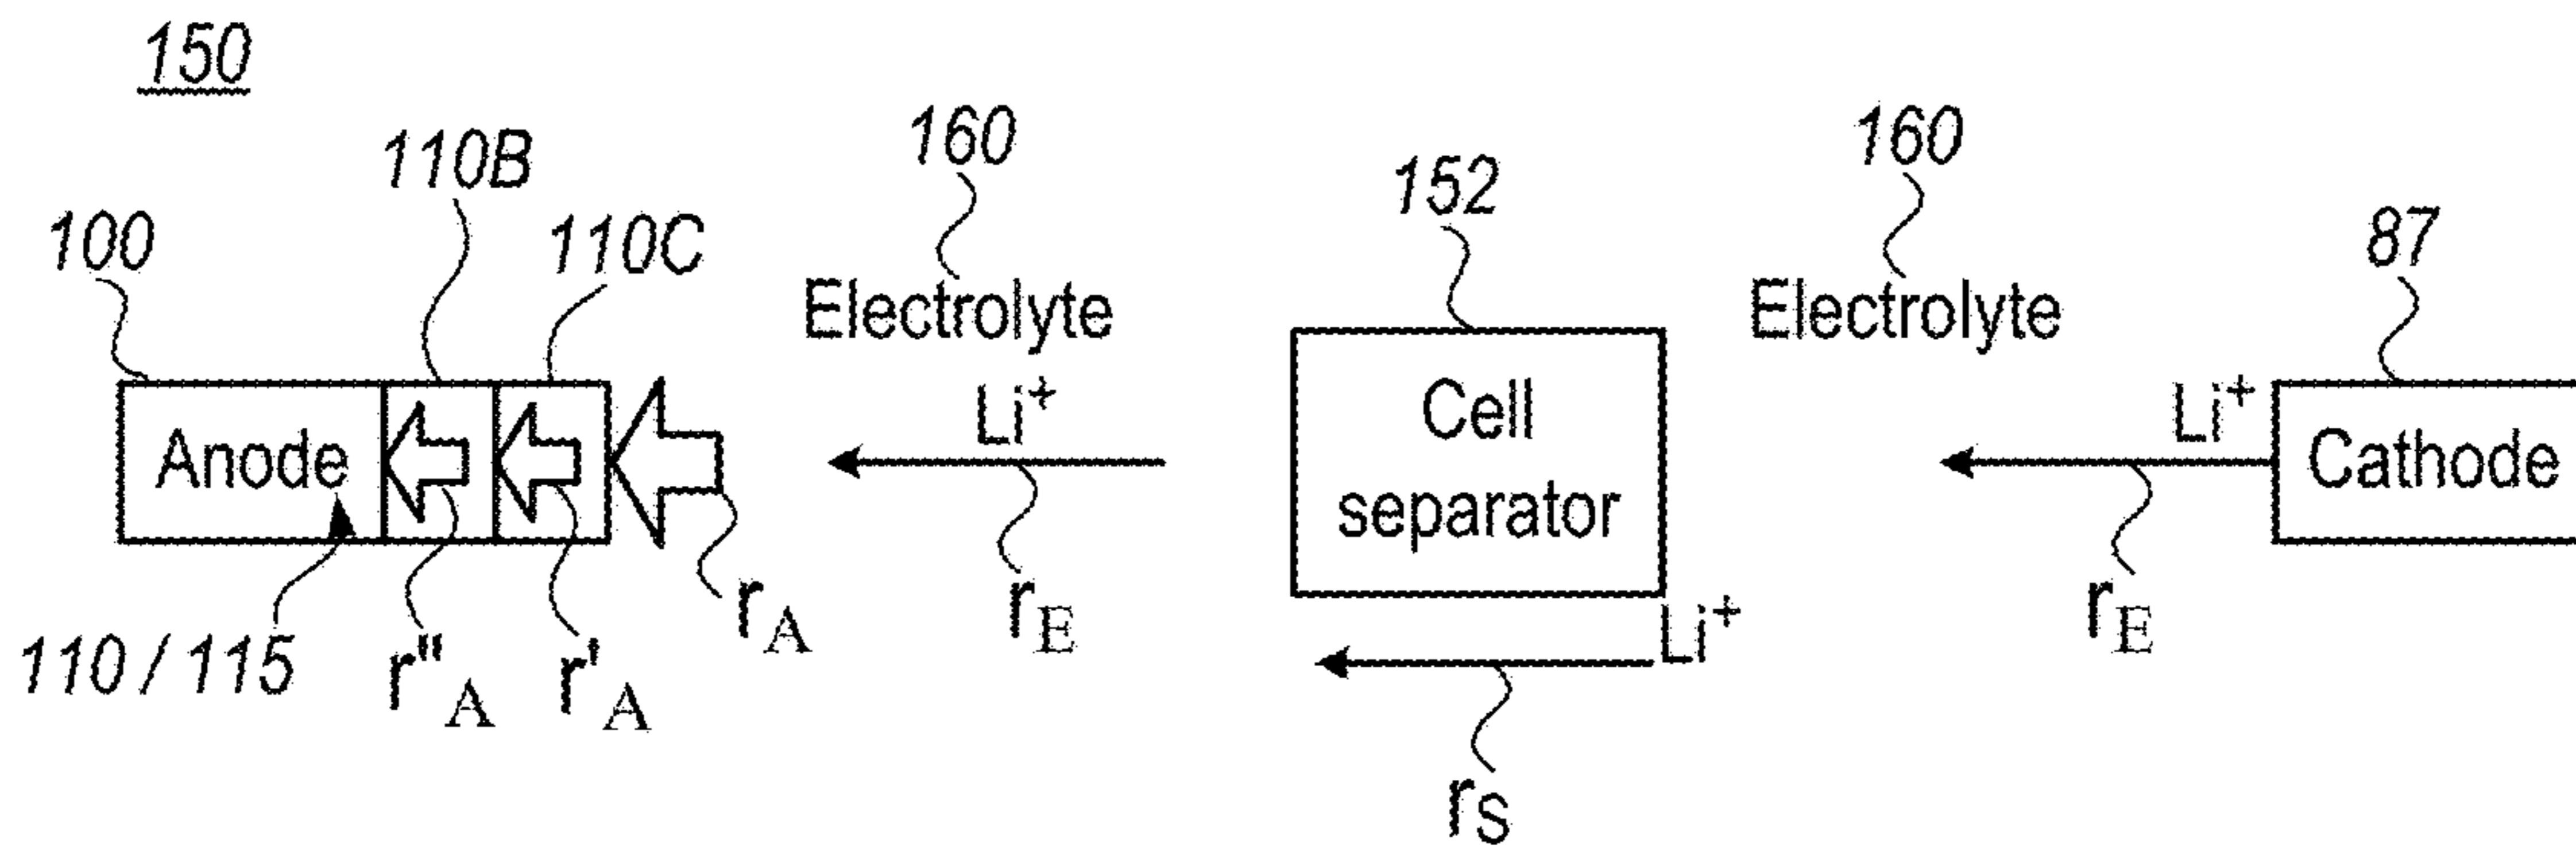 150
110B
160
160
152
100
110C
87
Electrolyte
Electrolyte
Li+
Li+
Anode
Cell
separator
Cathode
rA
rE
rE
Li+
110 / 115
r"A
r'A
rS